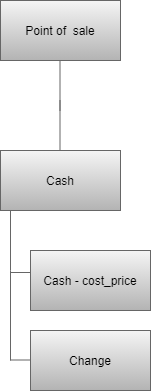 Point of  sale
Cash
Cash - cost_price
Change